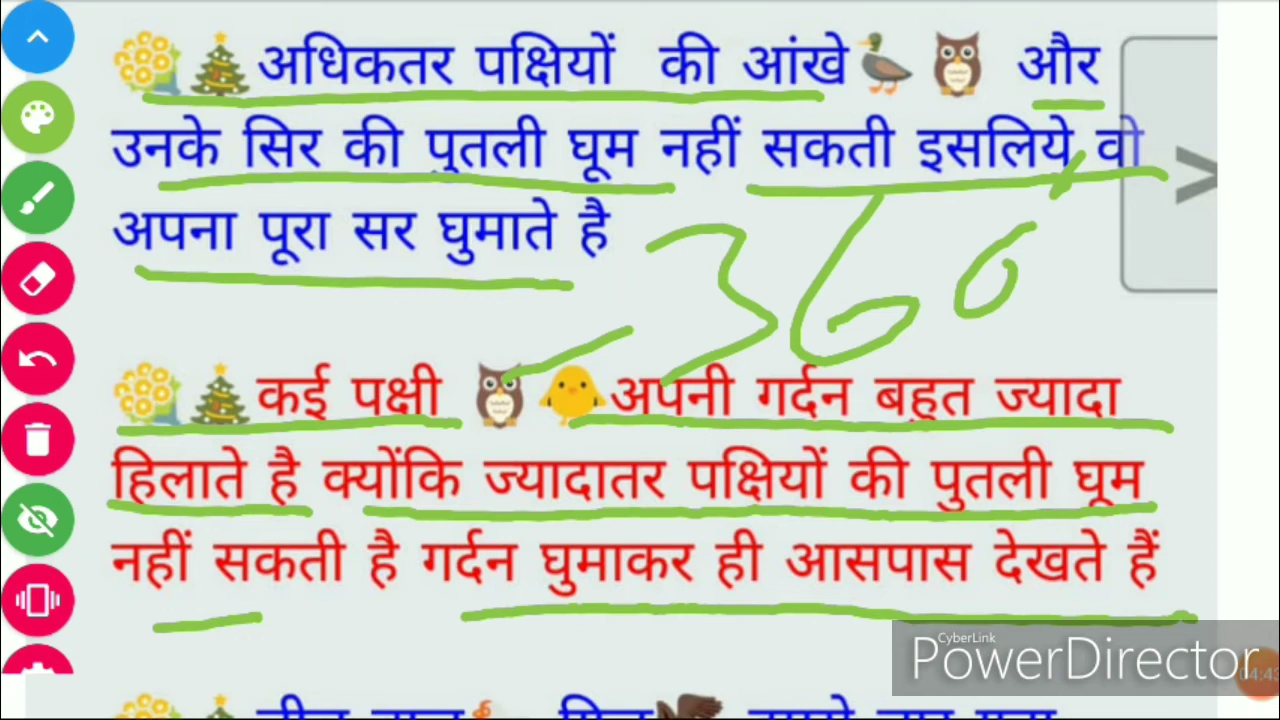 अधिकतर पक्षियों की आंखे और
उनके सिर की पुतली घूम नहीं सकती इसलिये वो
अपना पूरा सर घुमाते है
360°
कई पक्षी अपनी गर्दन बहुत ज्यादा
हिलाते है क्योंकि ज्यादातर पक्षियों की पुतली घूम
नहीं सकती है गर्दन घुमाकर ही आसपास देखते हैं
CyberLink
PowerDirector